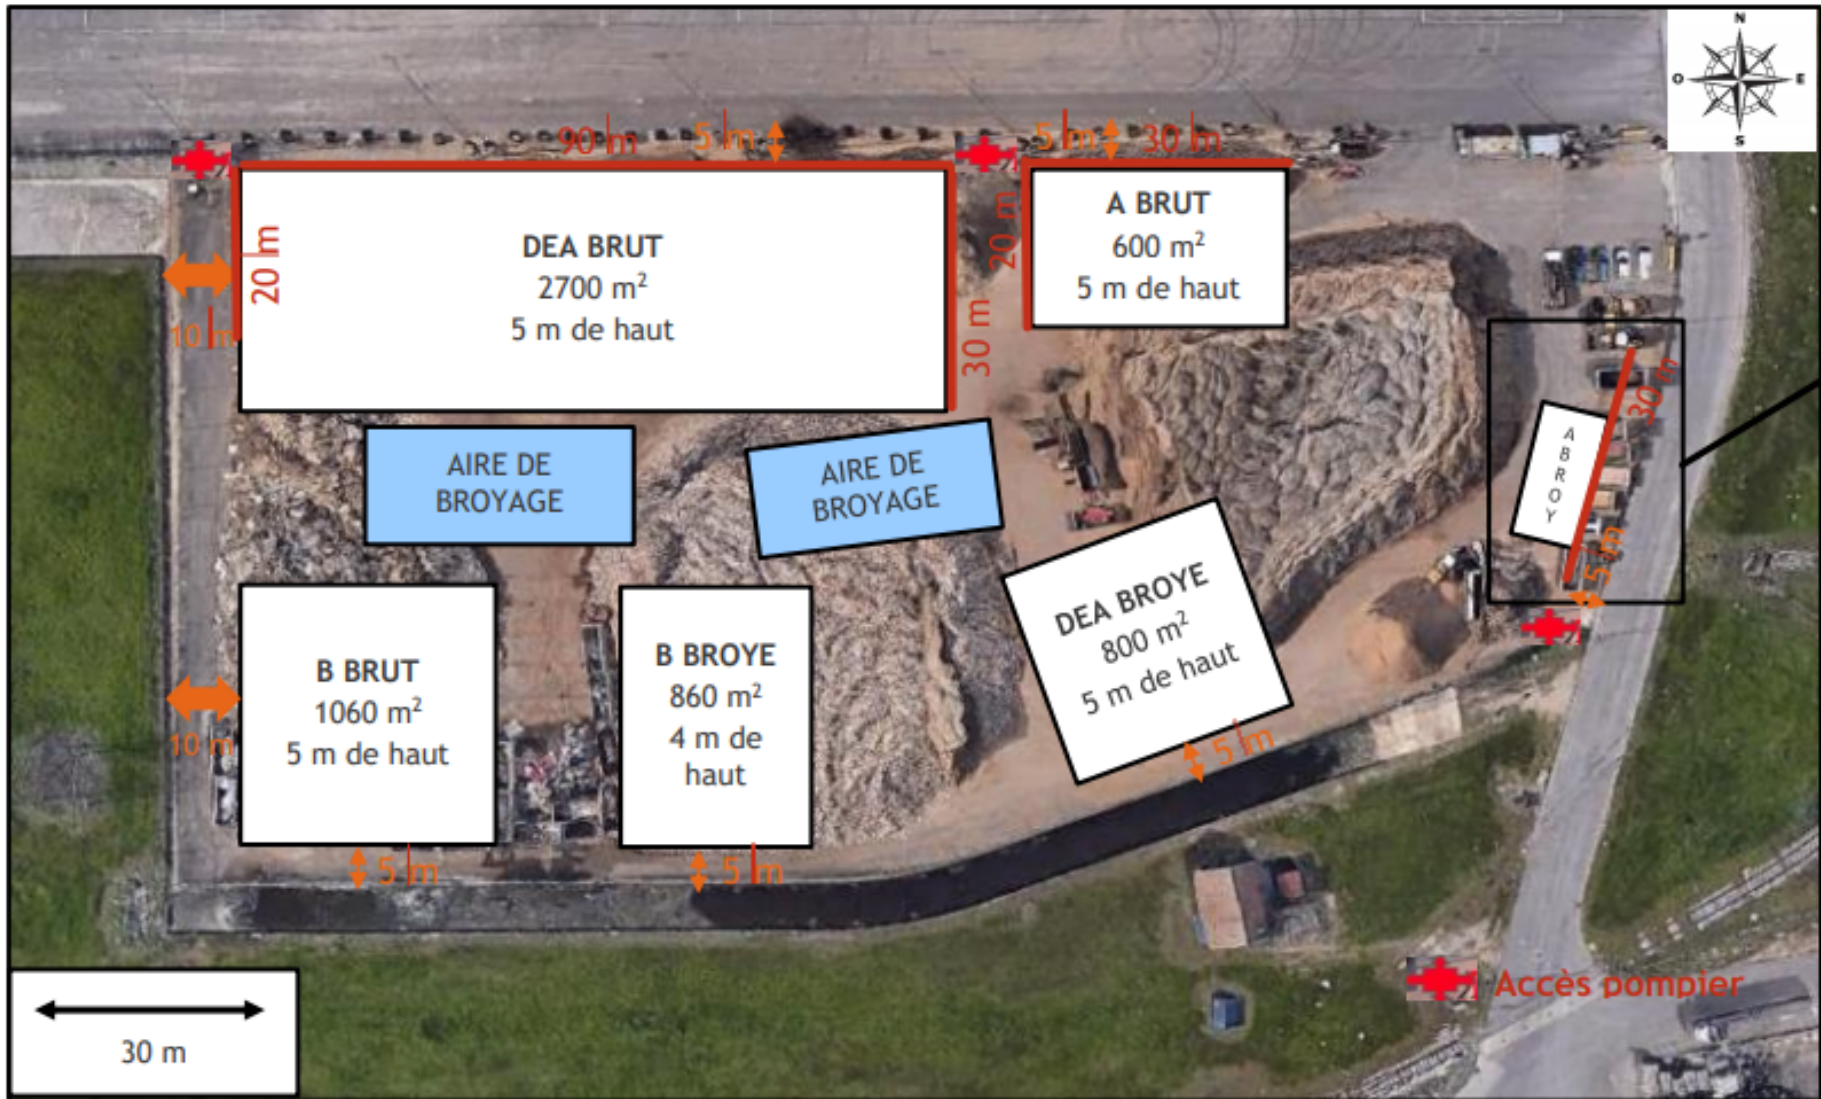 N
O
E
S
90 m
5 m
5 m
30 m
20 m
10 m
DEA BRUT
2700 m²
5 m de haut
30 m
20 m
A BRUT
600 m²
5 m de haut
30 m
A
B
R
O
Y
5 m
AIRE DE
BROYAGE
AIRE DE
BROYAGE
B BRUT
1060 m²
5 m de haut
10 m
5 m
B BROYE
860 m²
4 m de
haut
5 m
DEA BROYE
800 m²
5 m de haut
5 m
30 m
Accès pompier